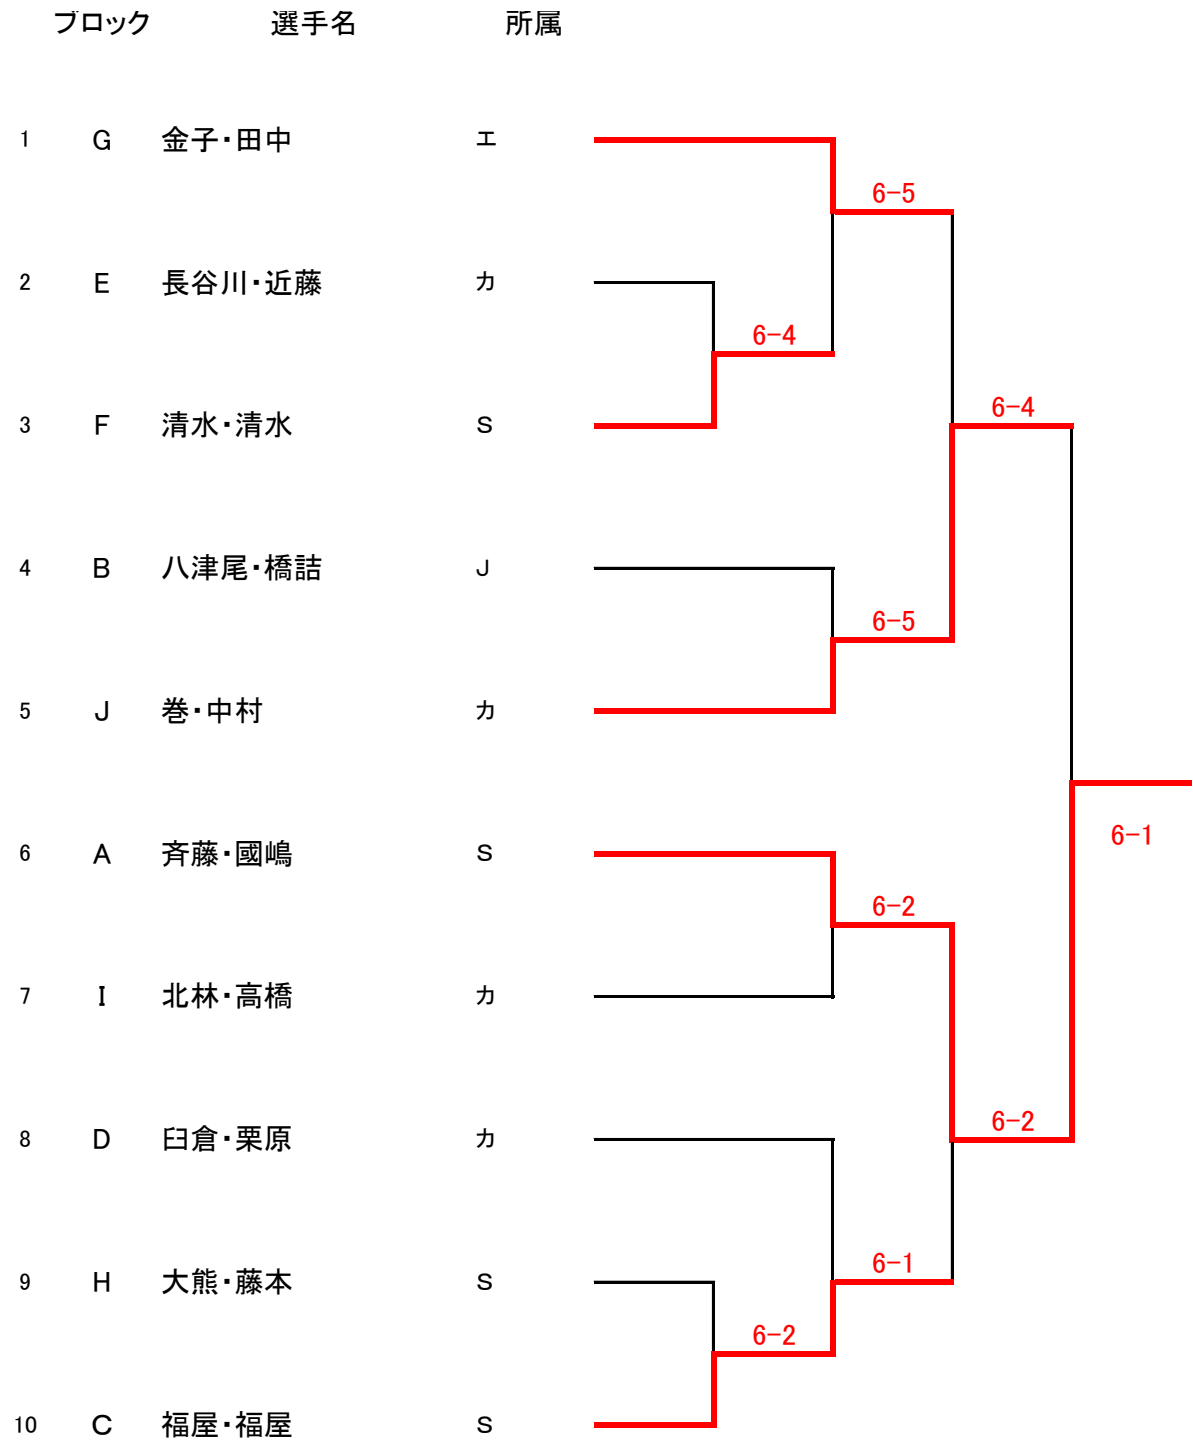 ブロック 選手名 所属
1 G 金子・田中 エ
6-5
2 E 長谷川・近藤 カ
6-4
6-4
3 F 清水・清水 S
4 B 八津尾・橋詰 J
6-5
5 J 巻・中村 カ
6-1
6 A 斉藤・國嶋 S
6-2
7 I 北林・高橋 カ
6-2
8 D 臼倉・栗原 カ
6-1
9 H 大熊・藤本 S
6-2
10 C 福屋・福屋 S